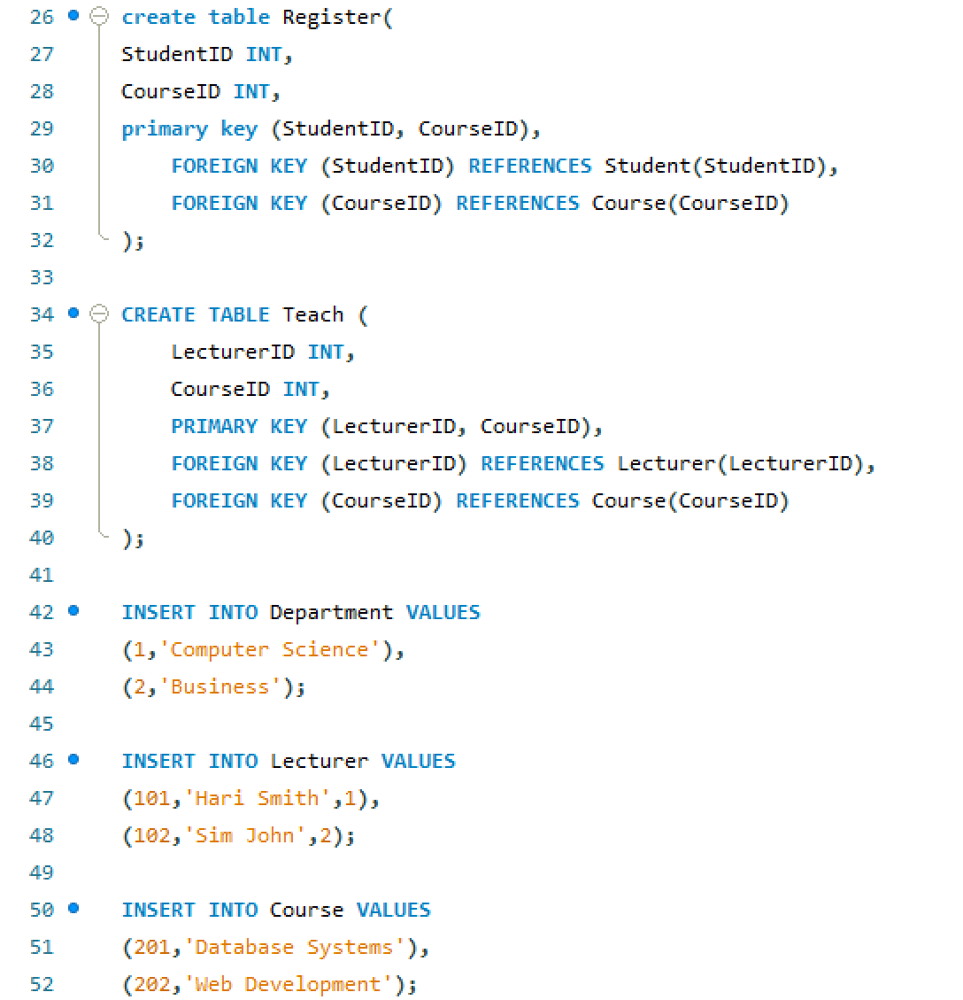 26 create table Register(
27 StudentID INT,
28 CourseID INT,
29 primary key (StudentID, CourseID),
30 FOREIGN KEY (StudentID) REFERENCES Student(StudentID),
31 FOREIGN KEY (CourseID) REFERENCES Course(CourseID)
32 );
33
34 CREATE TABLE Teach (
35 LecturerID INT,
36 CourseID INT,
37 PRIMARY KEY (LecturerID, CourseID),
38 FOREIGN KEY (LecturerID) REFERENCES Lecturer(LecturerID),
39 FOREIGN KEY (CourseID) REFERENCES Course(CourseID)
40 );
41
42 INSERT INTO Department VALUES
43 (1,'Computer Science'),
44 (2,'Business');
45
46 INSERT INTO Lecturer VALUES
47 (101,'Hari Smith',1),
48 (102,'Sim John',2);
49
50 INSERT INTO Course VALUES
51 (201,'Database Systems'),
52 (202,'Web Development');